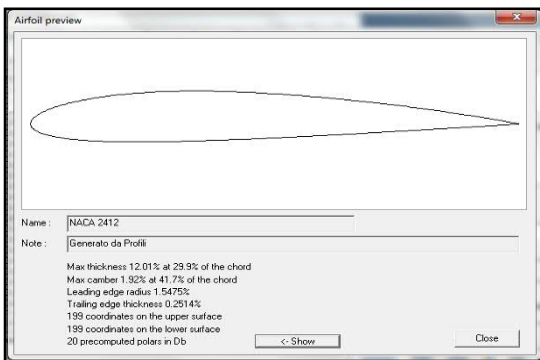 Airfoil preview
Name : NACA 2412
Note : Generato da Profili
Max thickness 12.01% at 29.9% of the chord
Max camber 1.92% at 41.7% of the chord
Leading edge radius 1.5475%
Trailing edge thickness 0.2514%
199 coordinates on the upper surface
199 coordinates on the lower surface
20 precomputed polars in Db
<- Show
Close